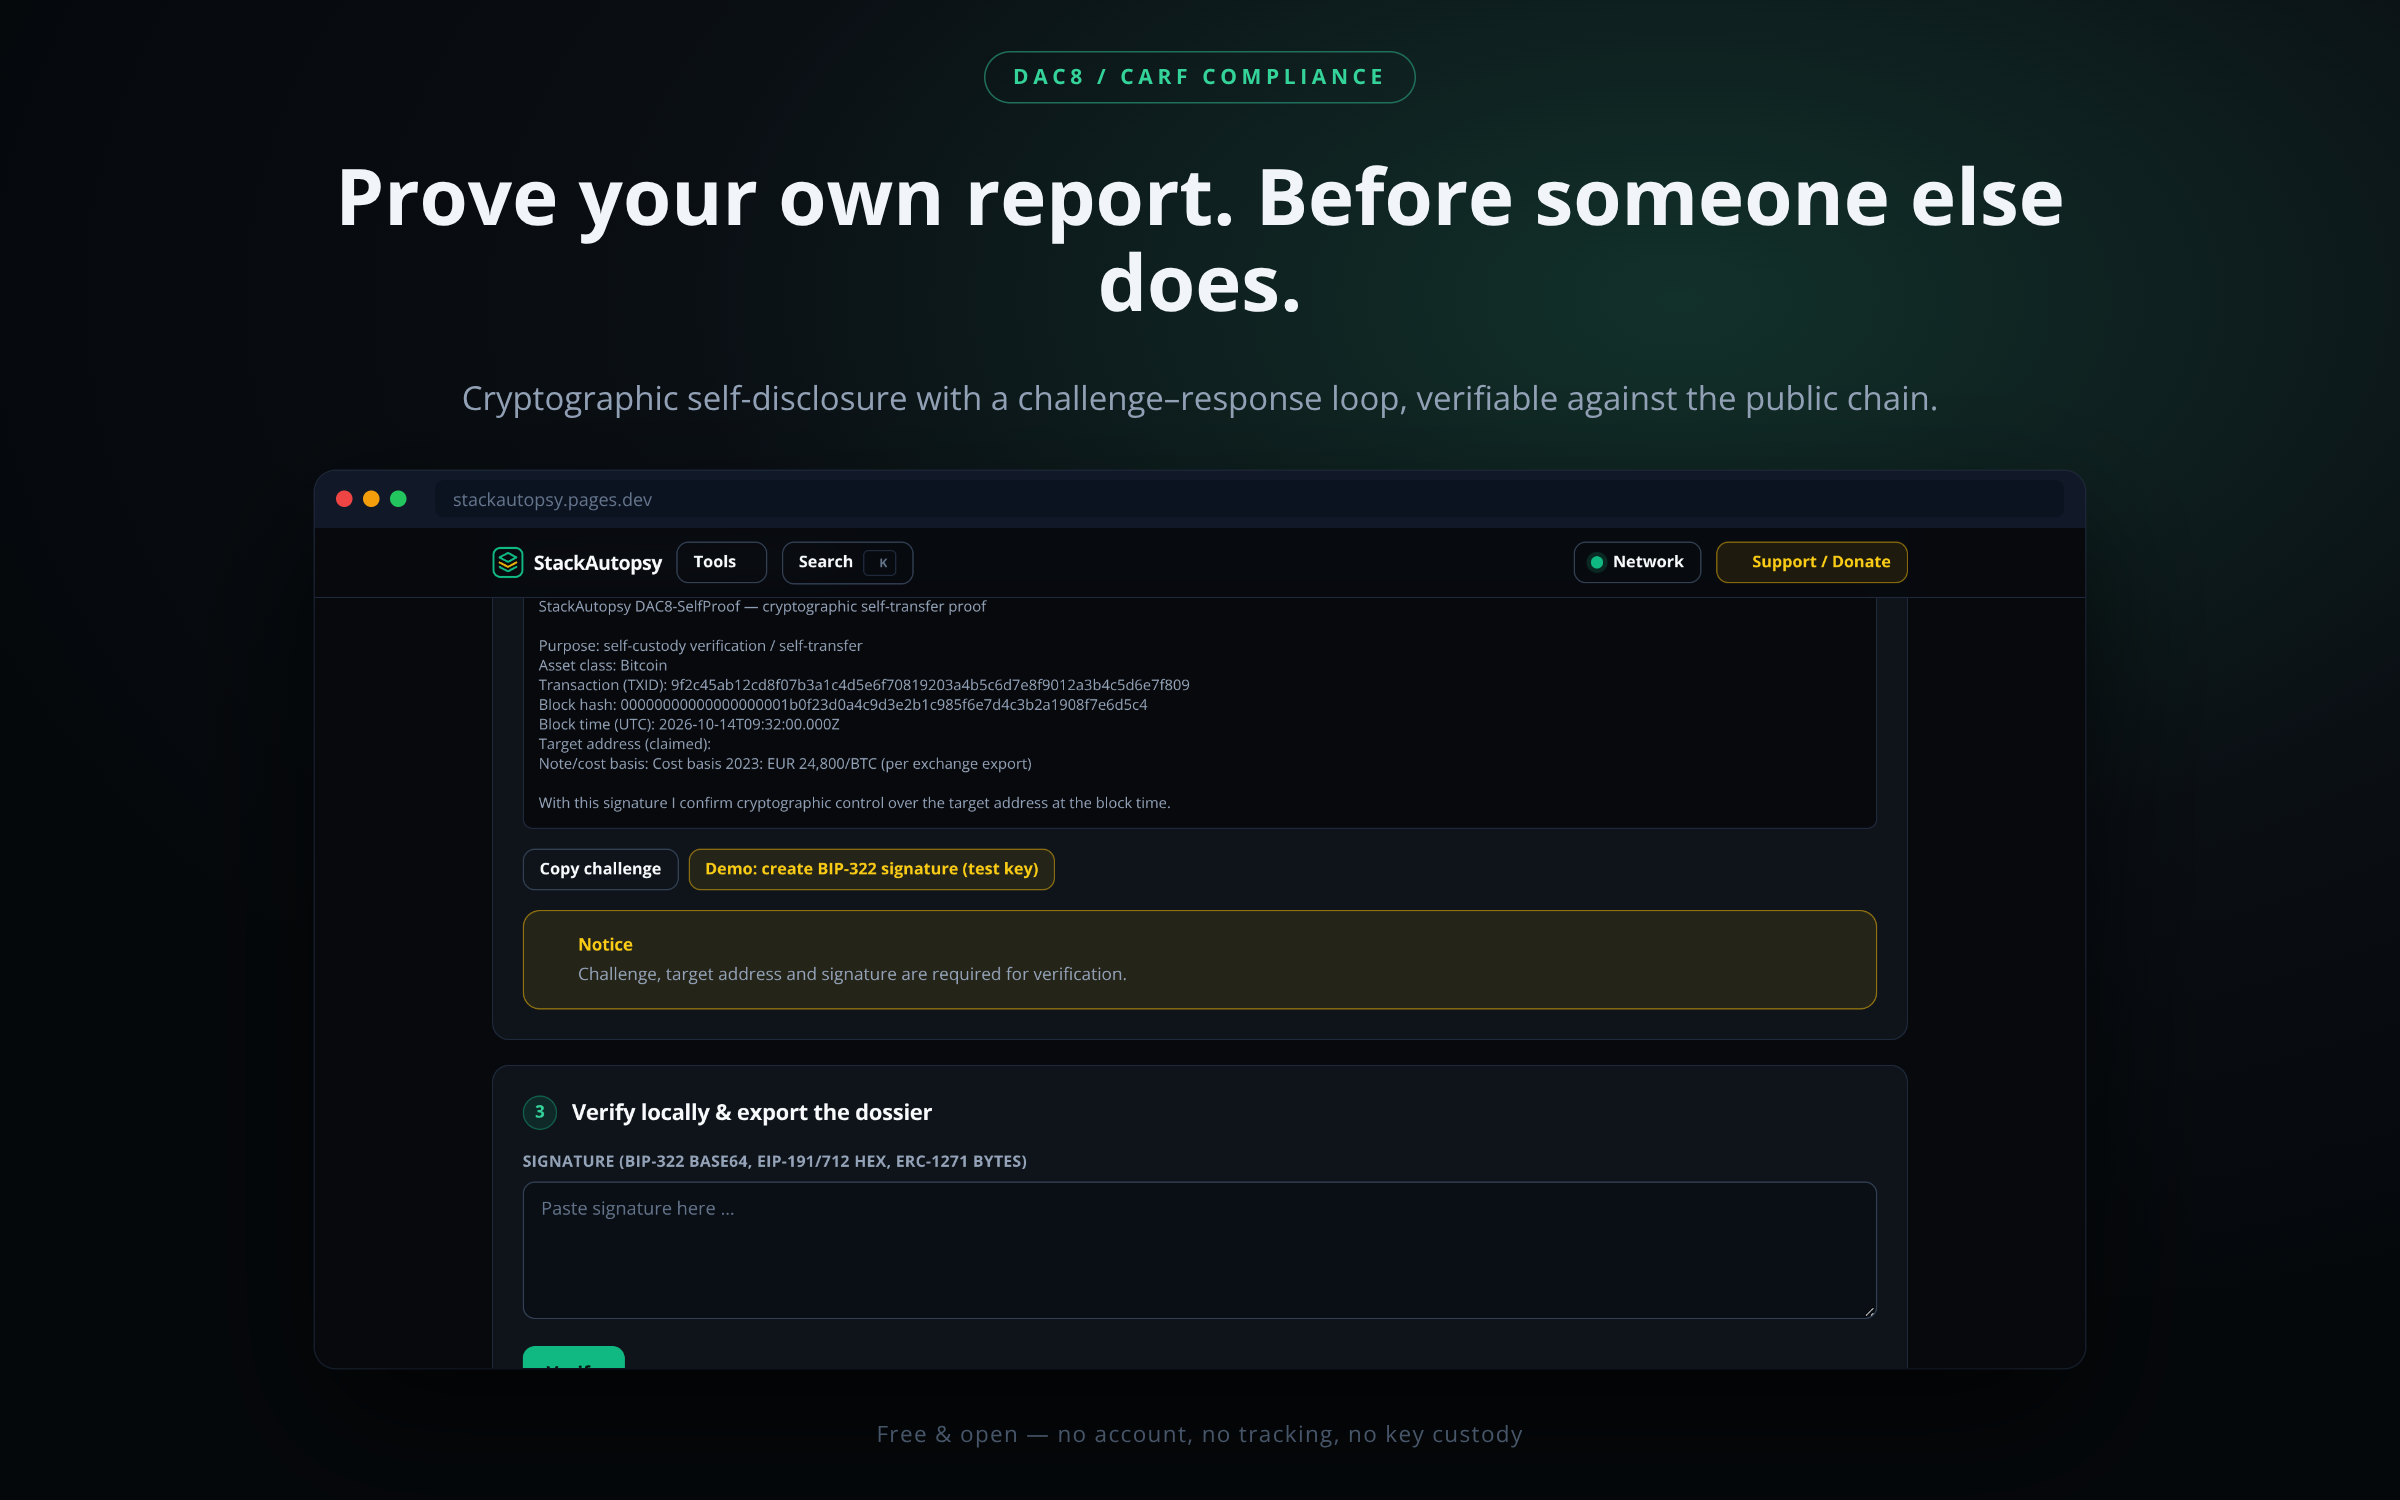 DAC8 / CARF COMPLIANCE
Prove your own report. Before someone else
does.
Cryptographic self-disclosure with a challenge–response loop, verifiable against the public chain.
stackautopsy.pages.dev
StackAutopsy Tools Search K Network Support / Donate
StackAutopsy DAC8-SelfProof — cryptographic self-transfer proof
Purpose: self-custody verification / self-transfer
Asset class: Bitcoin
Transaction (TXID): 9f2c45ab12cd8f07b3a1c4d5e6f70819203a4b5c6d7e8f9012a3b4c5d6e7f809
Block hash: 00000000000000000001b0f23d0a4c9d3e2b1c985f6e7d4c3b2a1908f7e6d5c4
Block time (UTC): 2026-10-14T09:32:00.000Z
Target address (claimed):
Note/cost basis: Cost basis 2023: EUR 24,800/BTC (per exchange export)
With this signature I confirm cryptographic control over the target address at the block time.
Copy challenge Demo: create BIP-322 signature (test key)
Notice
Challenge, target address and signature are required for verification.
3 Verify locally & export the dossier
SIGNATURE (BIP-322 BASE64, EIP-191/712 HEX, ERC-1271 BYTES)
Paste signature here ...
Free & open — no account, no tracking, no key custody